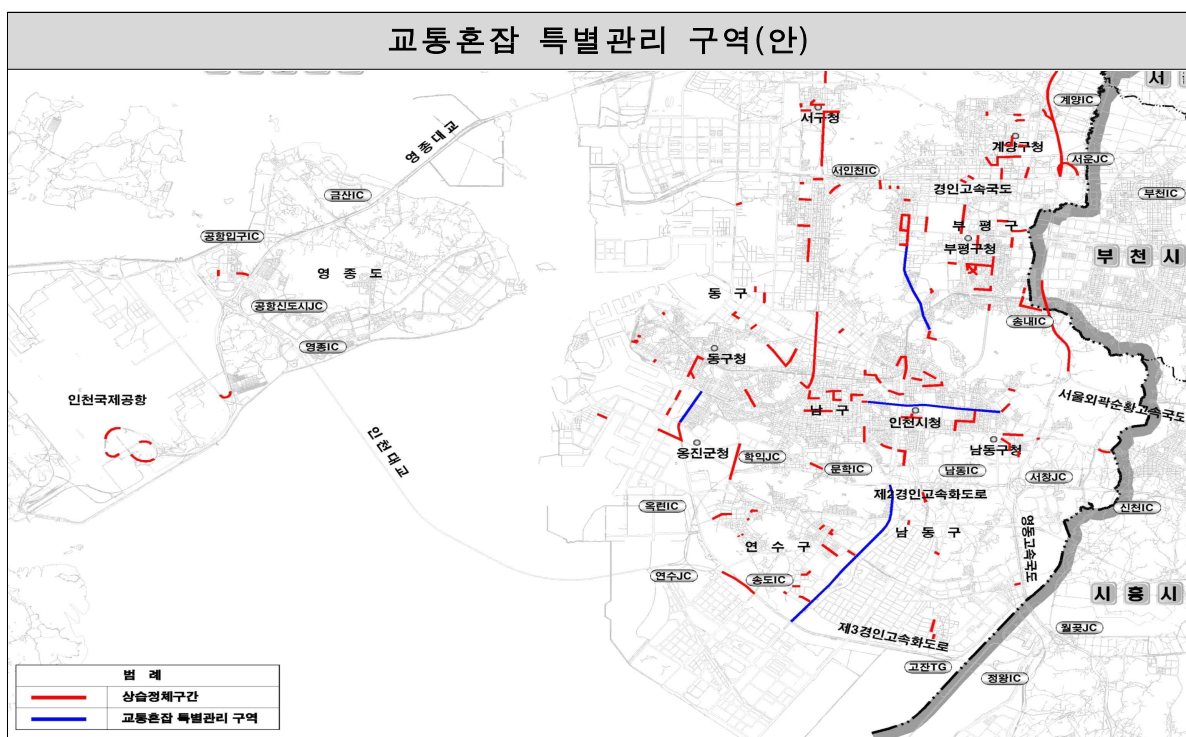 교통혼잡 특별관리 구역(안)
서
계양IC
서구청
영종대교
계양구청
서운JC
서인천IC
금산IC
경인고속국도
부천IC
부 평 구
공항입구IC
부평구청
부 천 시
영 종 도
동 구
공항신도시JC
송내IC
영종IC
동구청
인천국제공항
서울외곽순황고속국도
남 구
인천시청
인천대교
옹진군청
남동구청
학익JC
문학IC
남동IC
서창JC
제2경인고속화도로
옥련IC
신천IC
남 동 구
영동고속국도
연 수 구
연수JC
송도IC
시 흥 시
제3경인고속화도로
월곶JC
고잔TG
정왕IC
범 례
상습정체구간
교통혼잡 특별관리 구역